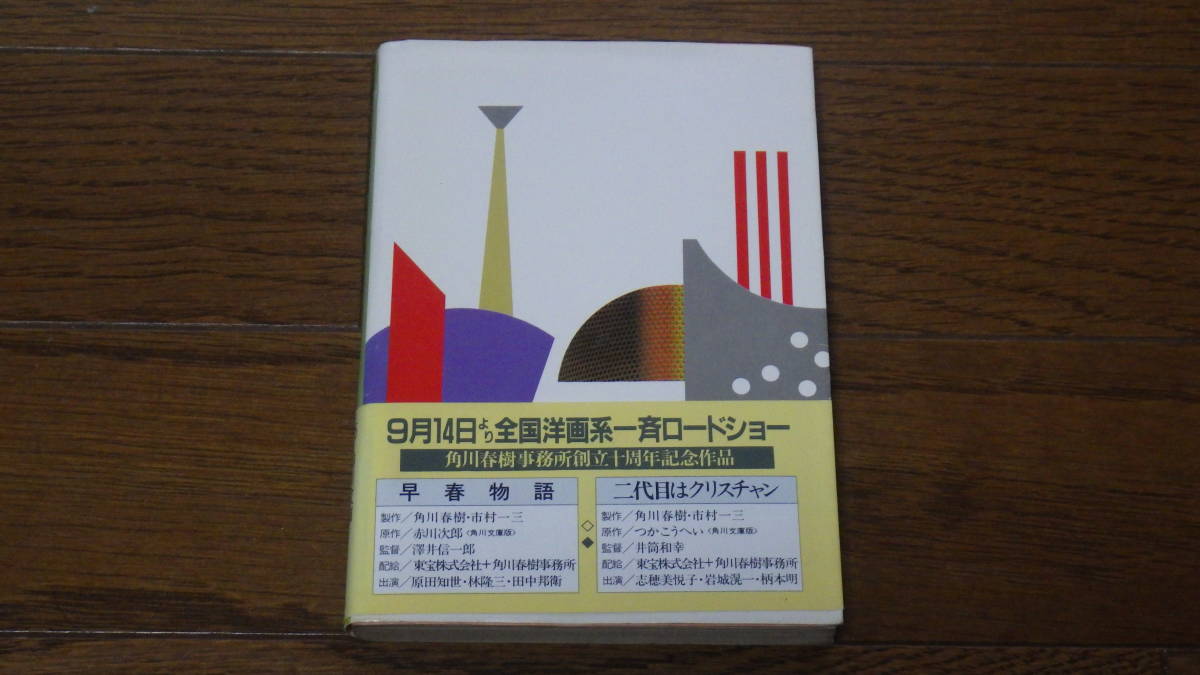 9月14日より全国洋画系一斉ロードショー
角川春樹事務所創立十周年記念作品
早春物語
製作/角川春樹・市村一三
原作/赤川次郎《角川文庫版》
監督/澤井信一郎
配給/東宝株式会社+角川春樹事務所
出演/原田知世・林隆三・田中邦衛
二代目はクリスチャン
製作/角川春樹・市村一三
原作/つかこうへい《角川文庫版》
監督/井筒和幸
配給/東宝株式会社+角川春樹事務所
出演/志穂美悦子・岩城滉一・柄本明